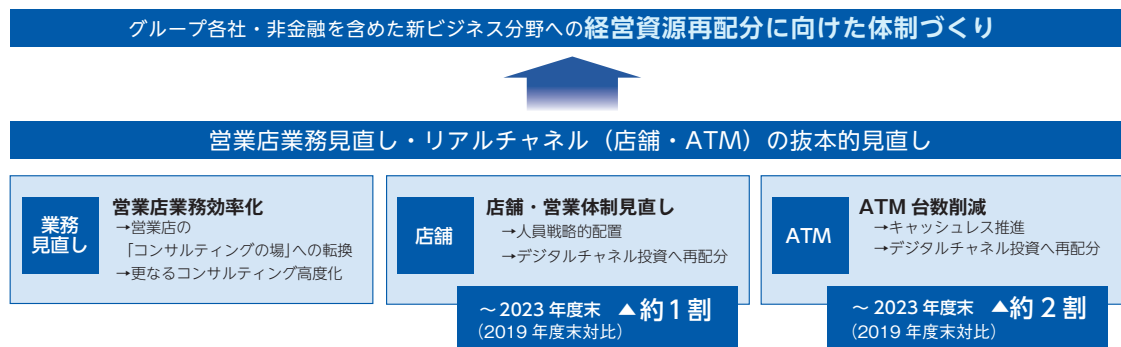 グループ各社・非金融を含めた新ビジネス分野への経営資源再配分に向けた体制づくり
営業店業務見直し・リアルチャネル（店舗・ATM）の抜本的見直し
業務
見直し
営業店業務効率化
→営業店の
「コンサルティングの場」への転換
→更なるコンサルティング高度化
店舗
店舗・営業体制見直し
→人員戦略的配置
→デジタルチャネル投資へ再配分
～2023年度末 ▲約1割
（2019年度末対比）
ATM
ATM台数削減
→キャッシュレス推進
→デジタルチャネル投資へ再配分
～2023年度末 ▲約2割
（2019年度末対比）